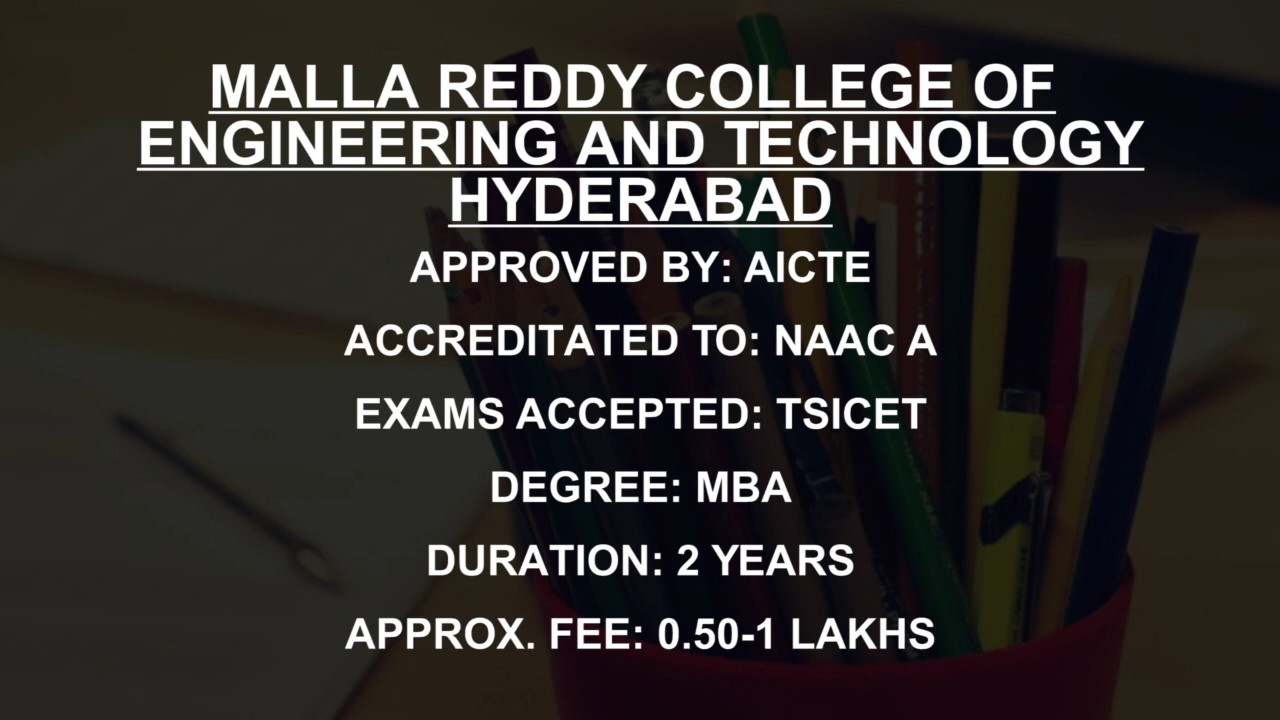 MALLA REDDY COLLEGE OF
ENGINEERING AND TECHNOLOGY
HYDERABAD
APPROVED BY: AICTE
ACCREDITATED TO: NAAC A
EXAMS ACCEPTED: TSICET
DEGREE: MBA
DURATION: 2 YEARS
APPROX. FEE: 0.50-1 LAKHS